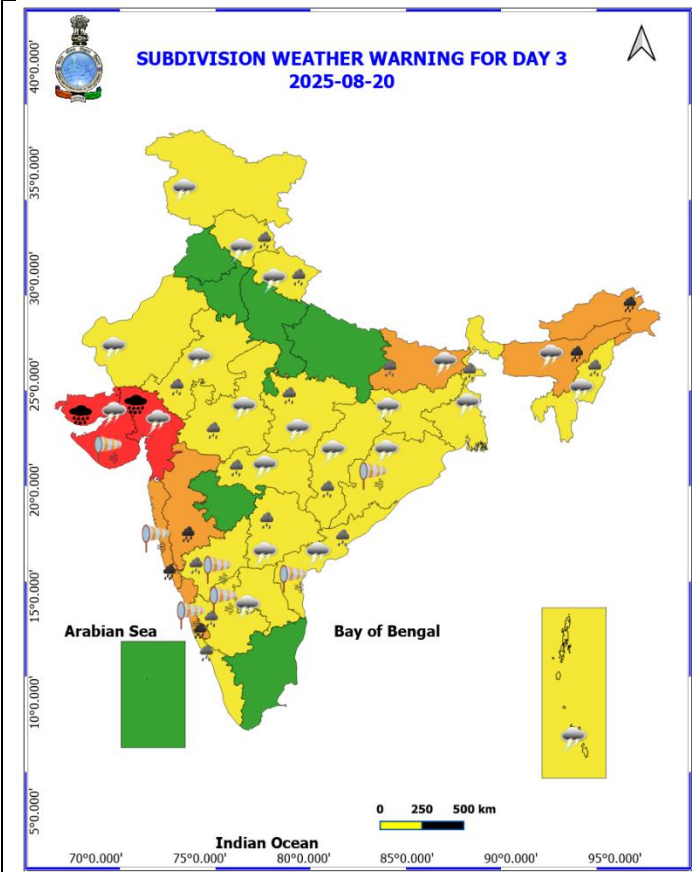 SUBDIVISION WEATHER WARNING FOR DAY 3
2025-08-20
40°0.000'
35°0.000'
30°0.000'
25°0.000'
20°0.000'
15°0.000'
10°0.000'
5°0.000'
Arabian Sea
Bay of Bengal
0 250 500 km
Indian Ocean
70°0.000' 75°0.000' 80°0.000' 85°0.000' 90°0.000' 95°0.000'